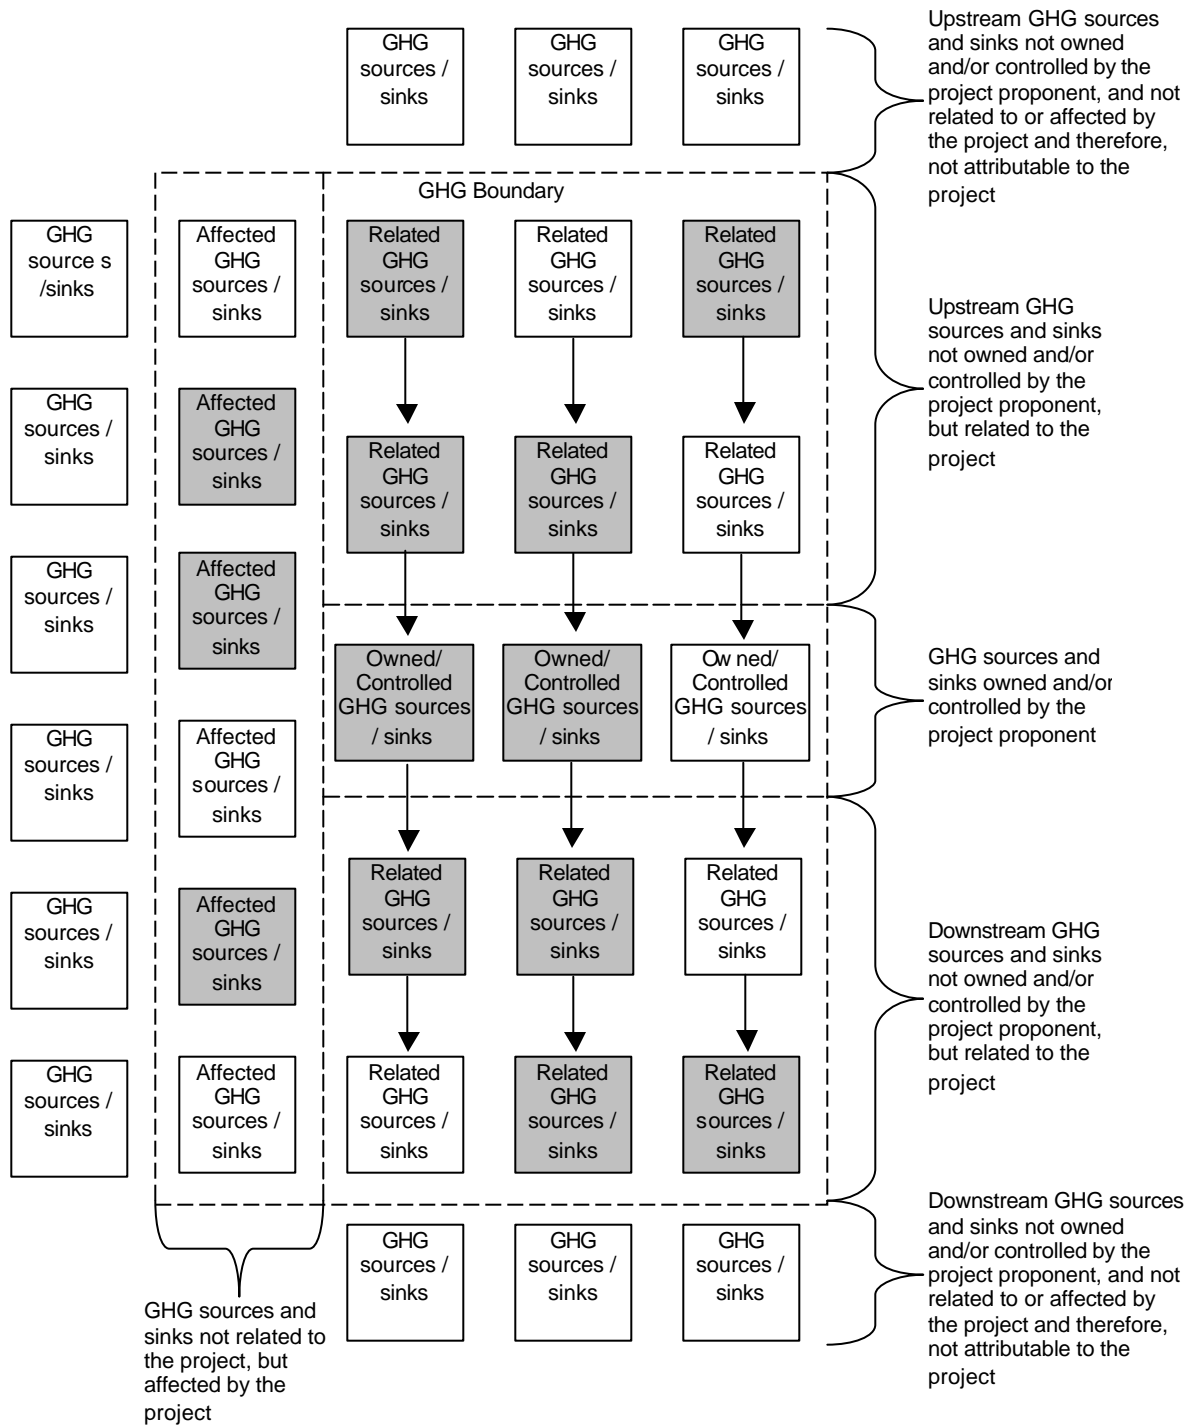 GHG
sources /
sinks
GHG
sources /
sinks
GHG
sources /
sinks
Upstream GHG sources
and sinks not owned
and/or controlled by the
project proponent, and not
related to or affected by
the project and therefore,
not attributable to the
project
GHG Boundary
GHG
source s
/sinks
Affected
GHG
sources /
sinks
Related
GHG
sources /
sinks
Related
GHG
sources /
sinks
Related
GHG
sources /
sinks
Upstream GHG
sources and sinks
not owned and/or
controlled by the
project proponent,
but related to the
project
GHG
sources /
sinks
Affected
GHG
sources /
sinks
Related
GHG
sources /
sinks
Related
GHG
sources /
sinks
Related
GHG
sources /
sinks
GHG
sources /
sinks
Affected
GHG
sources /
sinks
Owned/
Controlled
GHG sources
/ sinks
Owned/
Controlled
GHG sources
/ sinks
Ow ned/
Controlled
GHG sources
/ sinks
GHG sources and
sinks owned and/or
controlled by the
project proponent
GHG
sources /
sinks
Affected
GHG
sources /
sinks
Related
GHG
sources /
sinks
Related
GHG
sources /
sinks
Related
GHG
sources /
sinks
GHG
sources /
sinks
Affected
GHG
sources /
sinks
Downstream GHG
sources and sinks
not owned and/or
controlled by the
project proponent,
but related to the
project
GHG
sources /
sinks
Affected
GHG
sources /
sinks
Related
GHG
sources /
sinks
Related
GHG
sources /
sinks
Related
GHG
sources /
sinks
GHG
sources /
sinks
GHG
sources /
sinks
GHG
sources /
sinks
Downstream GHG sources
and sinks not owned
and/or controlled by the
project proponent, and not
related to or affected by
the project and therefore,
not attributable to the
project
GHG sources and
sinks not related to
the project, but
affected by the
project